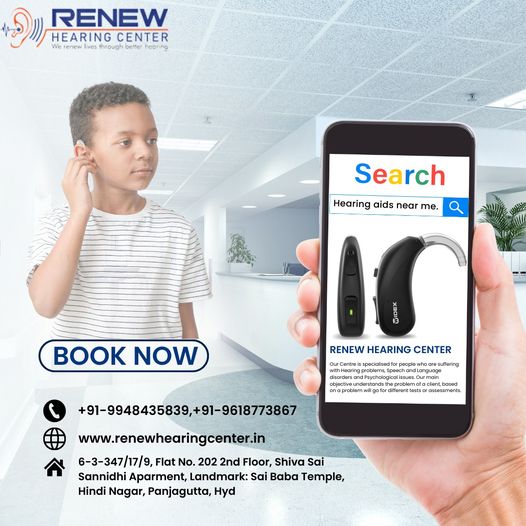 RENEW
HEARING CENTER
We renew lives through better hearing
Search
Hearing aids near me.
WIDEX
RENEW HEARING CENTER
Our Centre is specialised for people who are suffering
with Hearing problems, Speech and Language
disorders and Psychological issues. Our main
objective understands the problem of a client, based
on a problem will go for different tests or assessments.
BOOK NOW
+91-9948435839,+91-9618773867
www.renewhearingcenter.in
6-3-347/17/9, Flat No. 202 2nd Floor, Shiva Sai
Sannidhi Aparment, Landmark: Sai Baba Temple,
Hindi Nagar, Panjagutta, Hyd